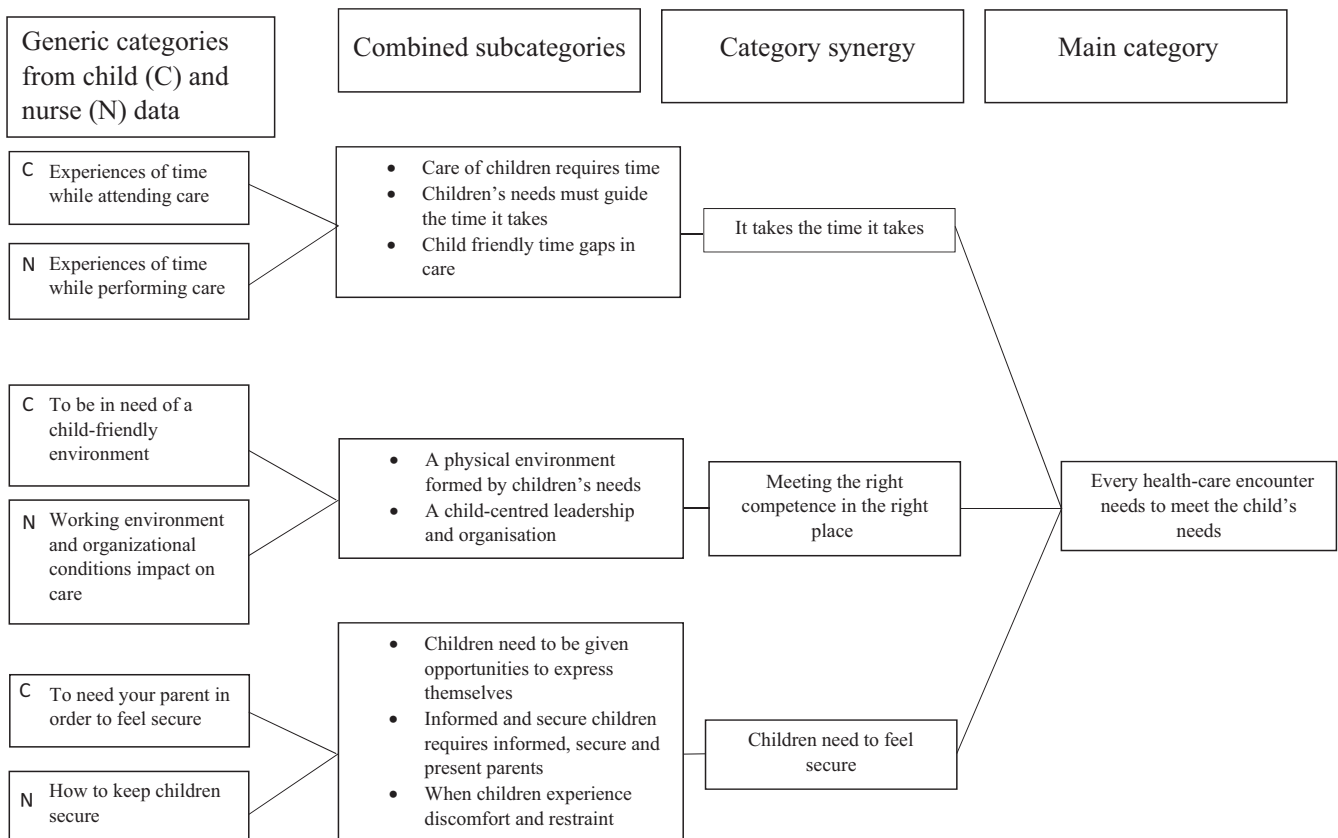 Generic categories
from child (C) and
nurse (N) data
Combined subcategories
Category synergy
Main category
C Experiences of time
while attending care
N Experiences of time
while performing care
• Care of children requires time
• Children’s needs must guide
the time it takes
• Child friendly time gaps in
care
It takes the time it takes
C To be in need of a
child-friendly
environment
N Working environment
and organizational
conditions impact on
care
• A physical environment
formed by children’s needs
• A child-centred leadership
and organisation
Meeting the right
competence in the right
place
Every health-care encounter
needs to meet the child’s
needs
C To need your parent in
order to feel secure
N How to keep children
secure
• Children need to be given
opportunities to express
themselves
• Informed and secure children
requires informed, secure and
present parents
• When children experience
discomfort and restraint
Children need to feel
secure